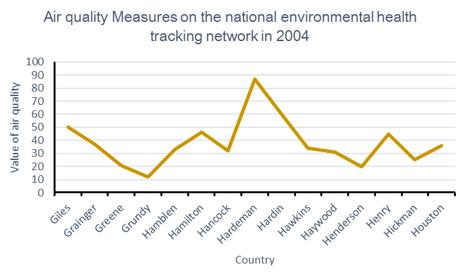 Air quality Measures on the national environmental health
tracking network in 2004
Value of air quality
100
90
80
70
60
50
40
30
20
10
0
Giles
Grainger
Greene
Grundy
Hamblen
Hamilton
Hancock
Hardeman
Hardin
Hawkins
Haywood
Henderson
Henry
Hickman
Houston
Country